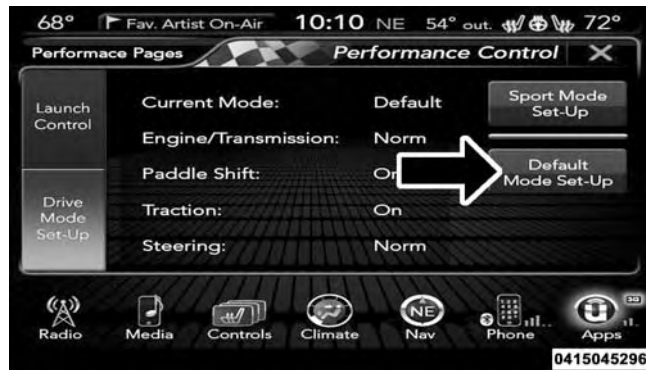 68° Fav. Artist On-Air 10:10 NE 54° out. 72°
Performace Pages Performance Control X
Launch
Control
Drive
Mode
Set-Up
Current Mode: Default
Engine/Transmission: Norm
Paddle Shift:
Traction: On
Steering: Norm
Sport Mode
Set-Up
Default
Mode Set-Up
Radio
Media
Controls
Climate
NE
Nav
Phone
3G
Apps
0415045296